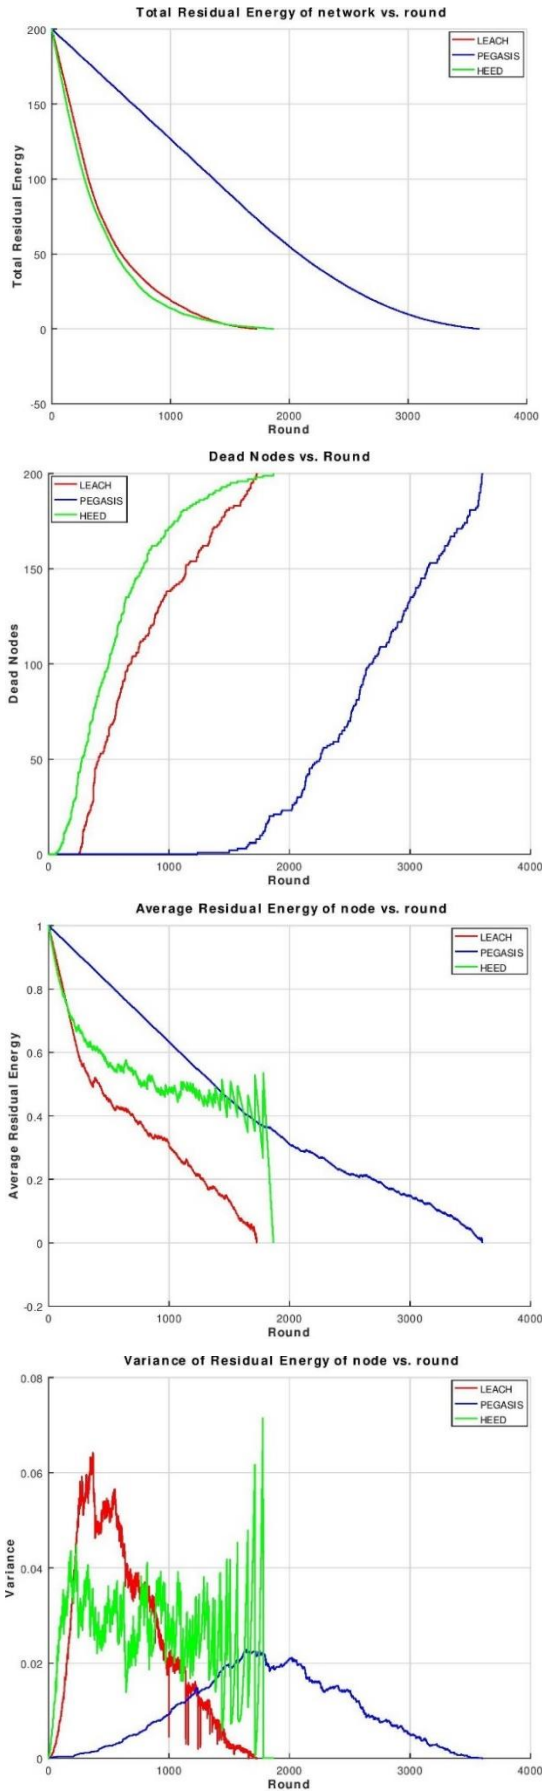 Total Residual Energy of network vs. round
200
LEACH
PEGASIS
HEED
150
100
50
0
-50
Total Residual Energy
0 1000 2000 3000 4000
Round
Dead Nodes vs. Round
200
LEACH
PEGASIS
HEED
150
100
50
0
Dead Nodes
0 1000 2000 3000 4000
Round
Average Residual Energy of node vs. round
1
LEACH
PEGASIS
HEED
0.8
0.6
0.4
0.2
0
-0.2
Average Residual Energy
0 1000 2000 3000 4000
Round
Variance of Residual Energy of node vs. round
0.08
LEACH
PEGASIS
HEED
0.06
0.04
0.02
0
Variance
0 1000 2000 3000 4000
Round